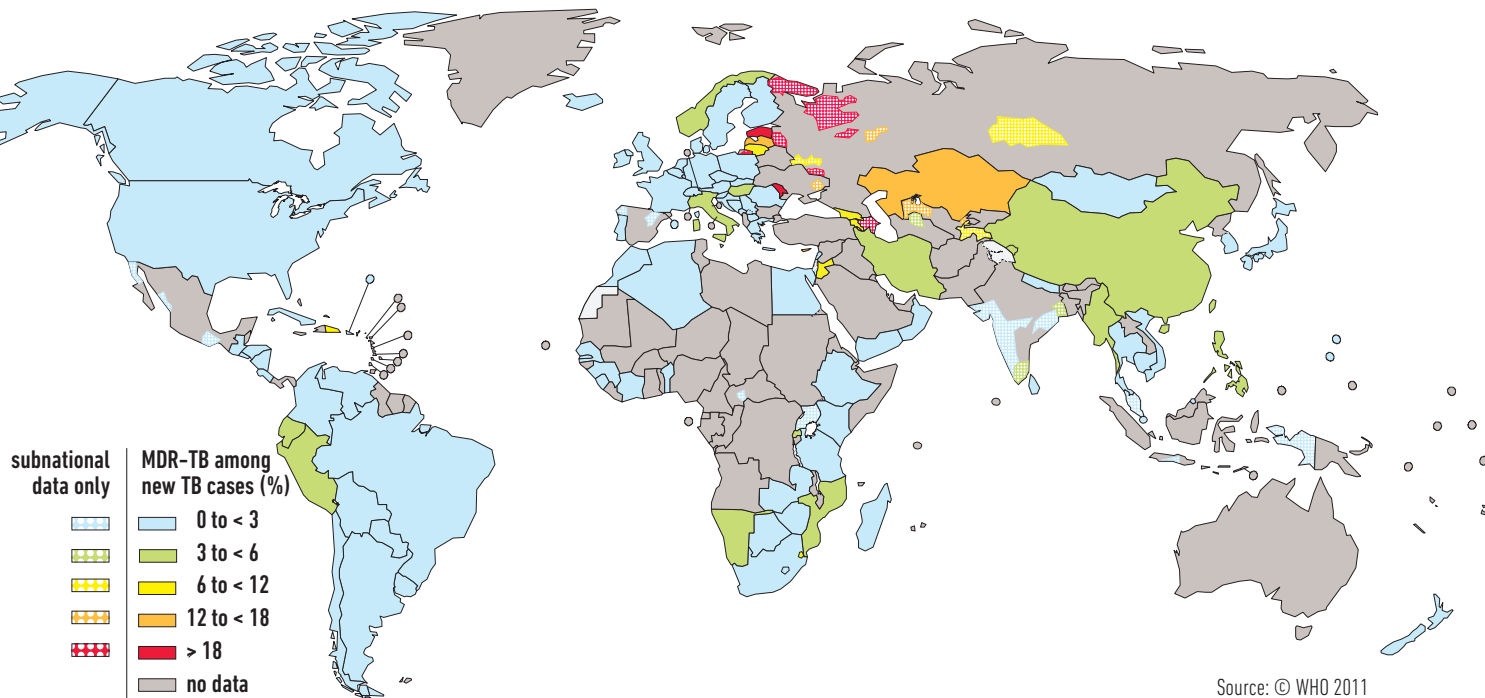 subnational
data only
MDR-TB among
new TB cases (%)
0 to < 3
3 to < 6
6 to < 12
12 to < 18
> 18
no data
Source: © WHO 2011